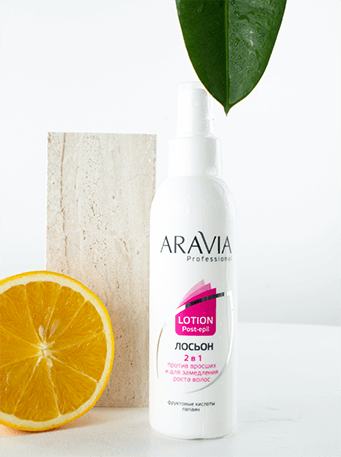 ARAVIA
Professional
LOTION
Post-epil
ЛОСЬОН
2 в 1
против вросших
и для замедления
роста волос
фруктовые кислоты
папаин